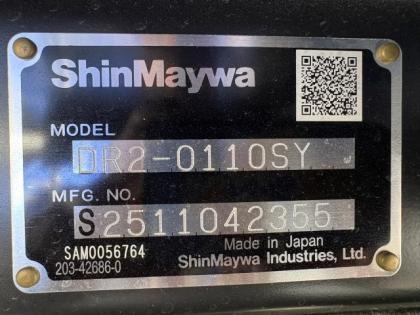 ShinMaywa
MODEL
DR2-0110SY
MFG. NO.
S2511042355
SAM0056764
203-42686-0
Made in Japan
ShinMaywa Industries, Ltd.